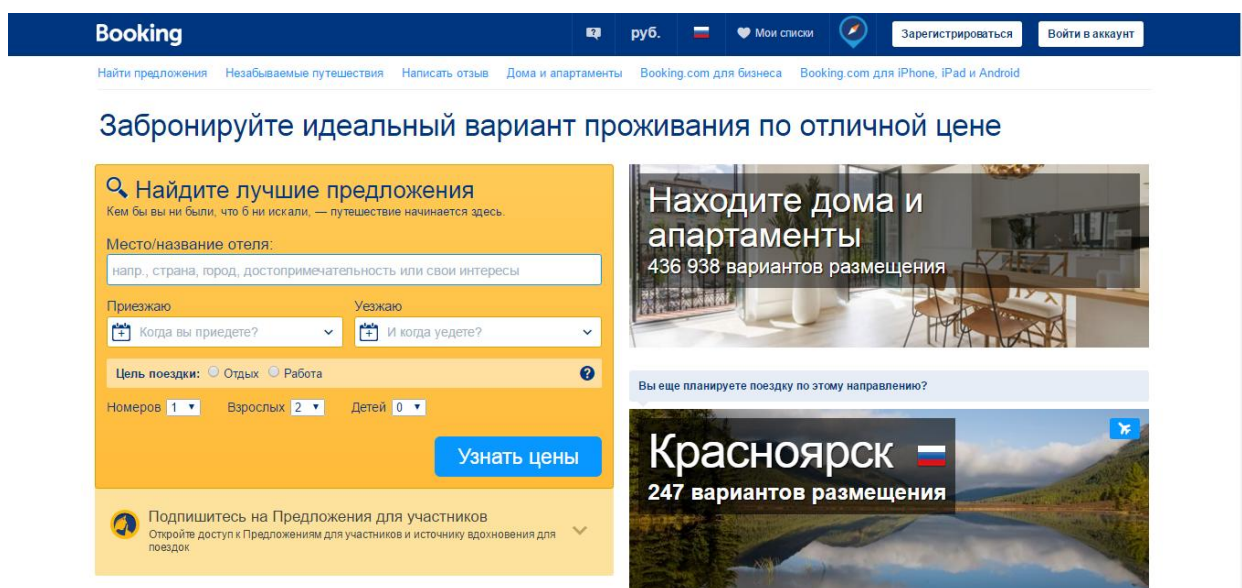 Booking
руб.
Мои списки
Зарегистрироваться
Войти в аккаунт
Найти предложения Незабываемые путешествия Написать отзыв Дома и апартаменты Booking.com для бизнеса Booking.com для iPhone, iPad и Android
Забронируйте идеальный вариант проживания по отличной цене
Найдите лучшие предложения
Кем бы вы ни были, что б ни искали, — путешествие начинается здесь.
Место/название отеля:
напр., страна, город, достопримечательность или свои интересы
Приезжаю Уезжаю
Когда вы приедете? И когда уедете?
Цель поездки: Отдых Работа
Номеров 1 Взрослых 2 Детей 0
Узнать цены
Подпишитесь на Предложения для участников
Откройте доступ к Предложениям для участников и источнику вдохновения для
поездок
Находите дома и
апартаменты
436 938 вариантов размещения
Вы еще планируете поездку по этому направлению?
Красноярск
247 вариантов размещения